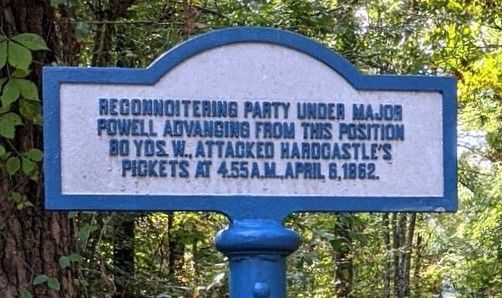 RECONNOITERING PARTY UNDER MAJOR
POWELL ADVANCING FROM THIS POSITION
80 YDS. W., ATTACKED HARDCASTLE'S
PICKETS AT 4.55 A.M., APRIL 6, 1862.